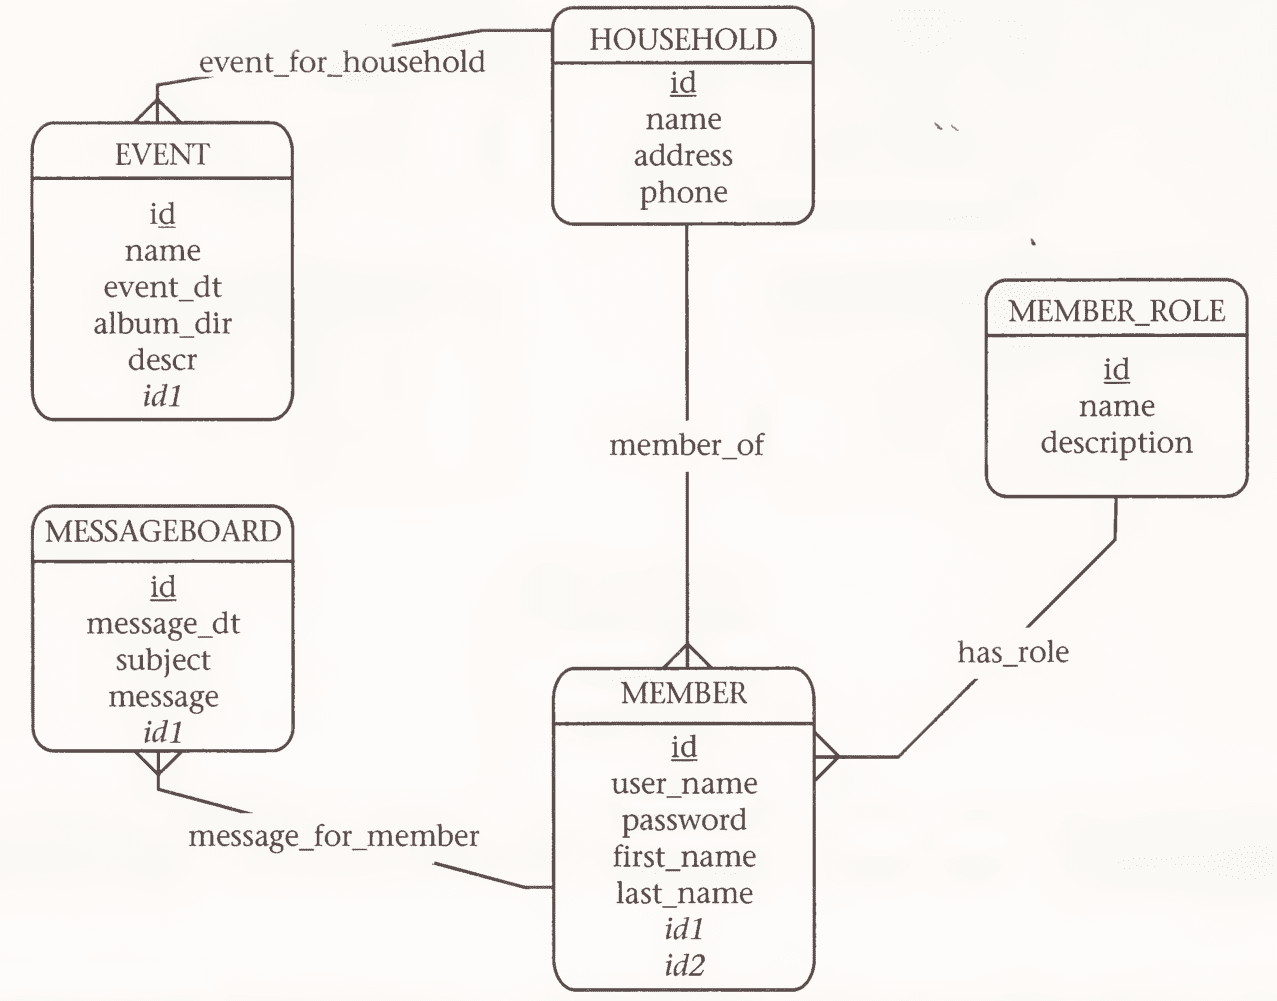 event_for_household
HOUSEHOLD
id
name
address
phone
EVENT
id
name
event_dt
album_dir
descr
id1
MEMBER_ROLE
id
name
description
member_of
MESSAGEBOARD
id
message_dt
subject
message
id1
has_role
MEMBER
id
user_name
password
first_name
last_name
id1
id2
message_for_member